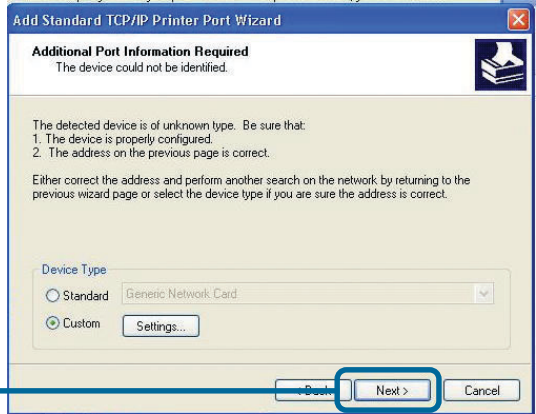 Add Standard TCP/IP Printer Port Wizard
Additional Port Information Required
The device could not be identified.
The detected device is of unknown type. Be sure that:
1. The device is properly configured.
2. The address on the previous page is correct.
Either correct the address and perform another search on the network by returning to the
previous wizard page or select the device type if you are sure the address is correct.
Device Type
Standard Generic Network Card
Custom Settings...
Next > Cancel